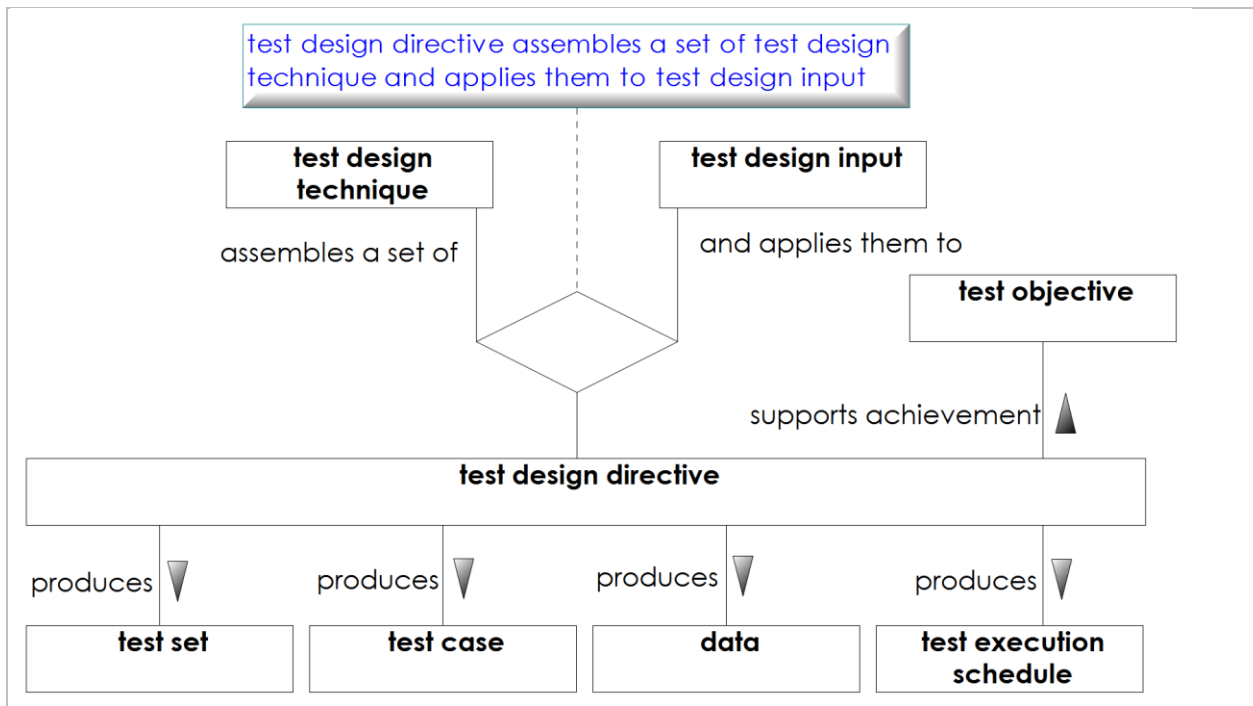 test design directive assembles a set of test design
technique and applies them to test design input
test design
technique
test design input
assembles a set of
and applies them to
test objective
supports achievement
test design directive
produces
produces
produces
produces
test set
test case
data
test execution
schedule